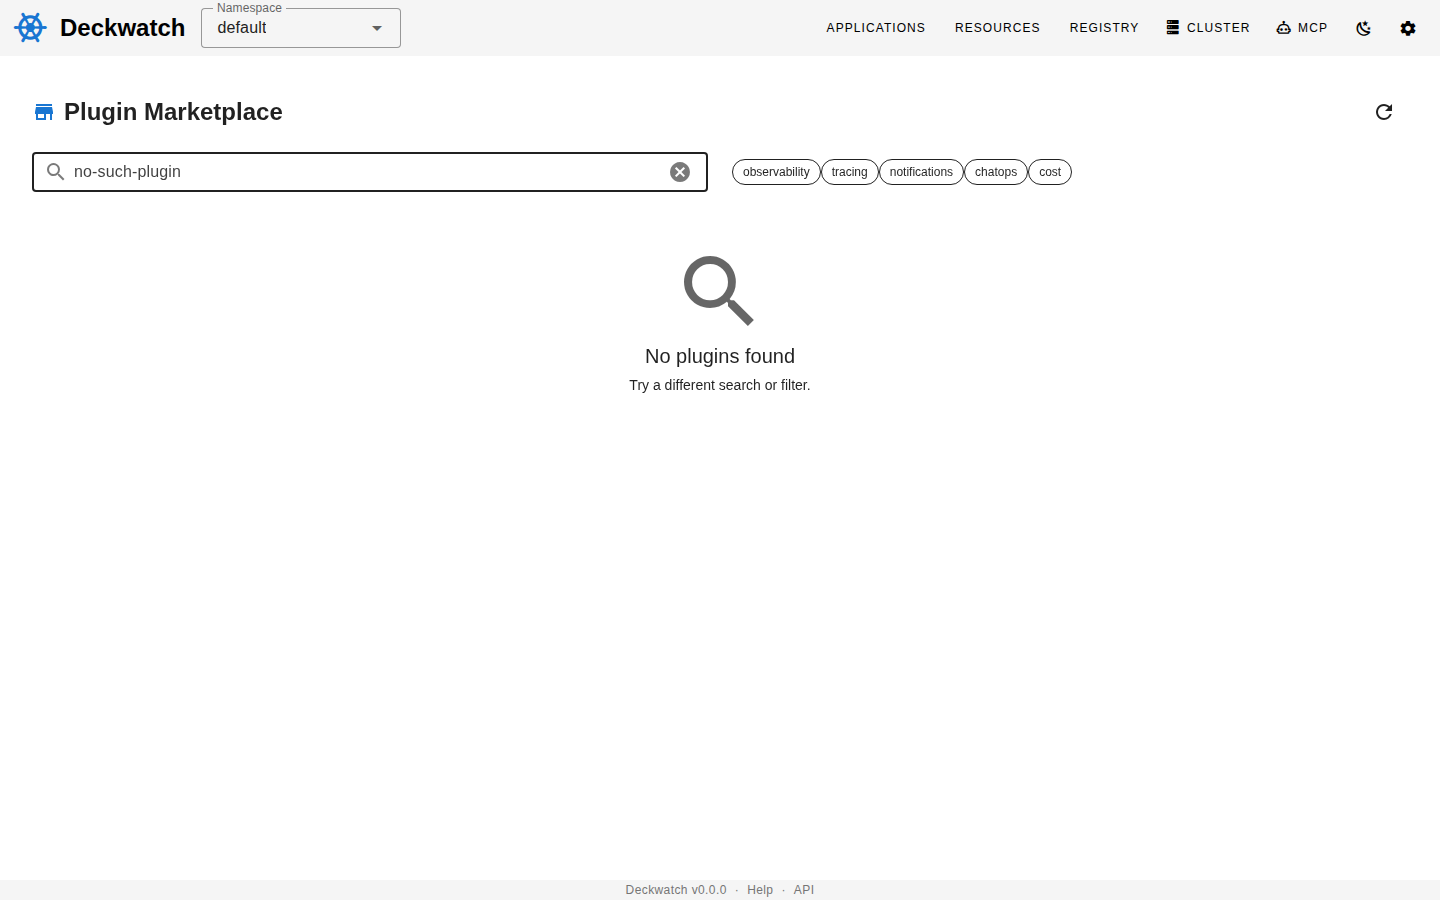 Deckwatch
Namespace
default
APPLICATIONS
RESOURCES
REGISTRY
CLUSTER
MCP
Plugin Marketplace
no-such-plugin
observability
tracing
notifications
chatops
cost
No plugins found
Try a different search or filter.
Deckwatch v0.0.0 · Help · API